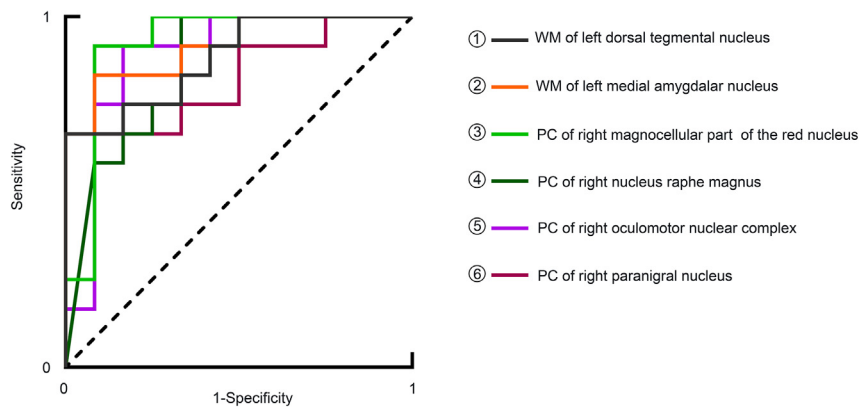 1
Sensitivity
0
0
1-Specificity
1
① WM of left dorsal tegmental nucleus
② WM of left medial amygdalar nucleus
③ PC of right magnocellular part of the red nucleus
④ PC of right nucleus raphe magnus
⑤ PC of right oculomotor nuclear complex
⑥ PC of right paranigral nucleus